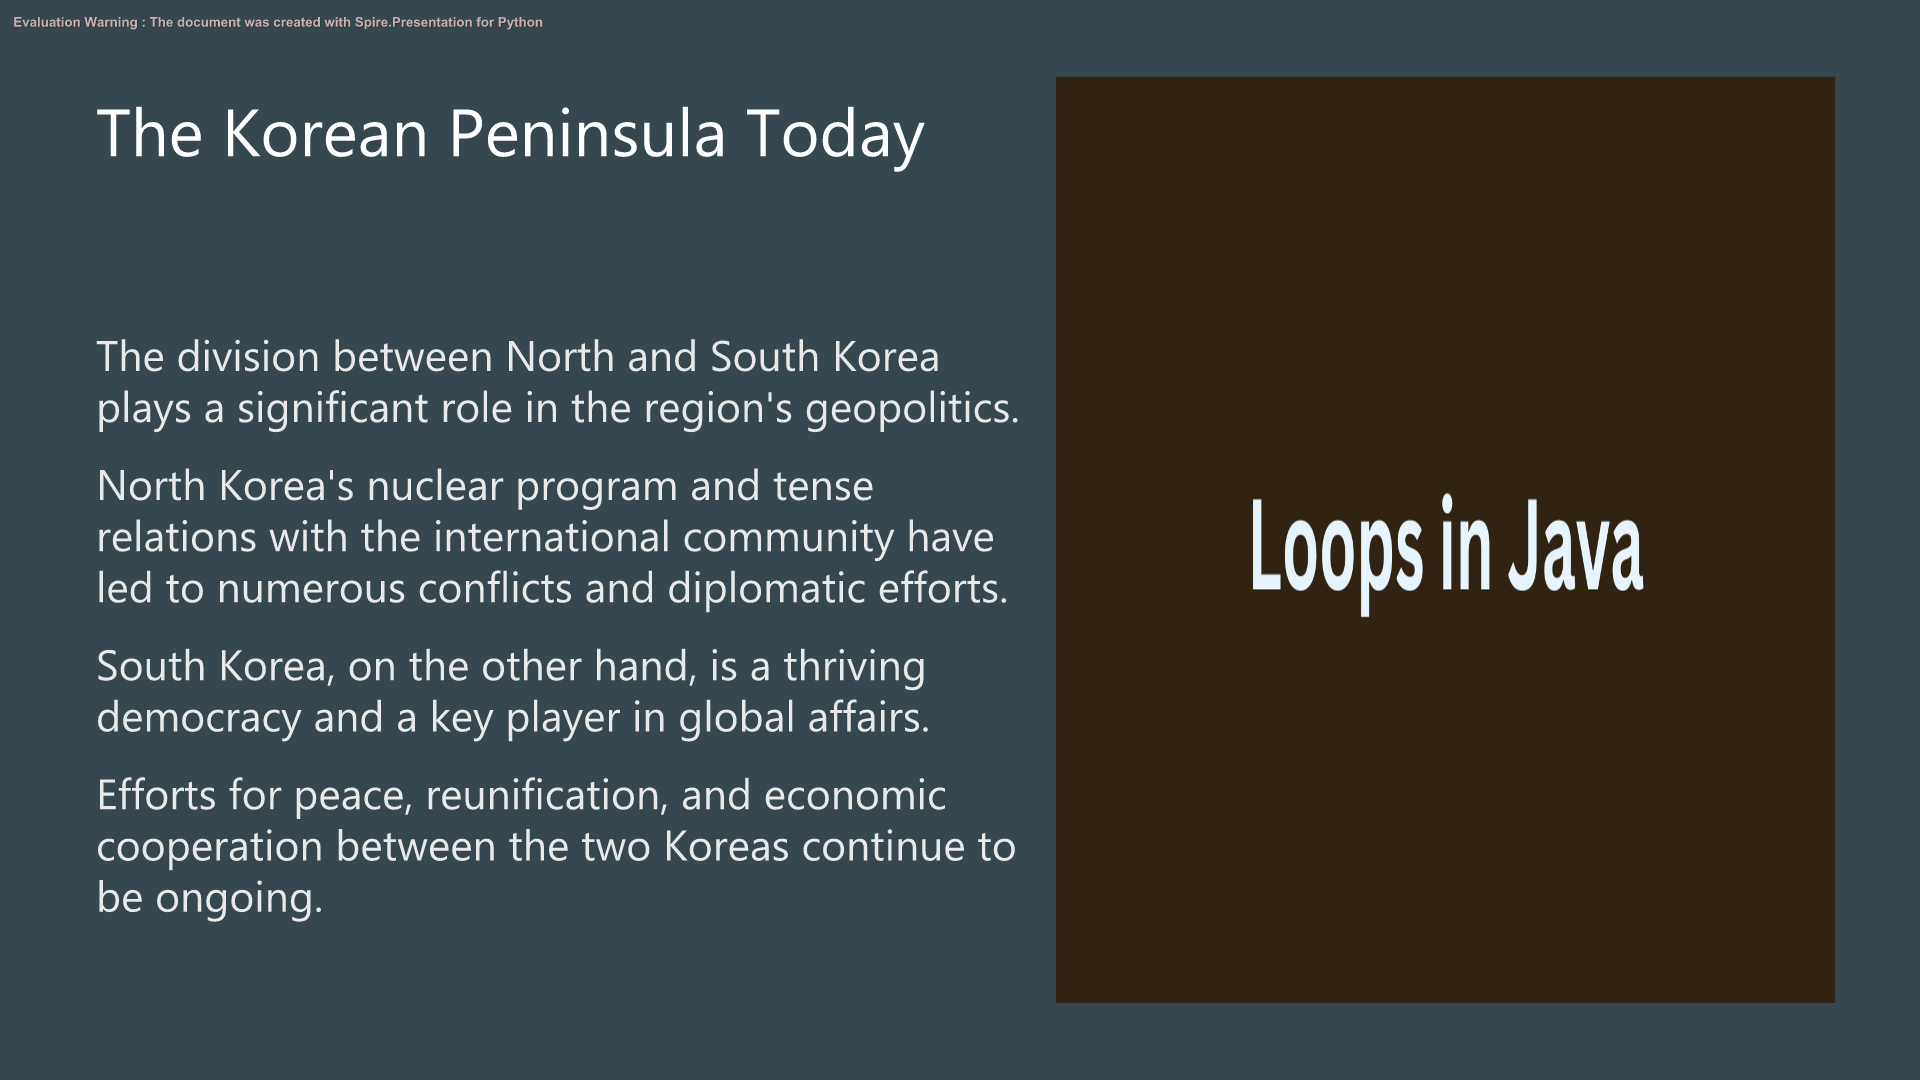 Evaluation Warning : The document was created with Spire.Presentation for Python
The Korean Peninsula Today
The division between North and South Korea
plays a significant role in the region's geopolitics.
North Korea's nuclear program and tense
relations with the international community have
led to numerous conflicts and diplomatic efforts.
South Korea, on the other hand, is a thriving
democracy and a key player in global affairs.
Efforts for peace, reunification, and economic
cooperation between the two Koreas continue to
be ongoing.
Loops in Java